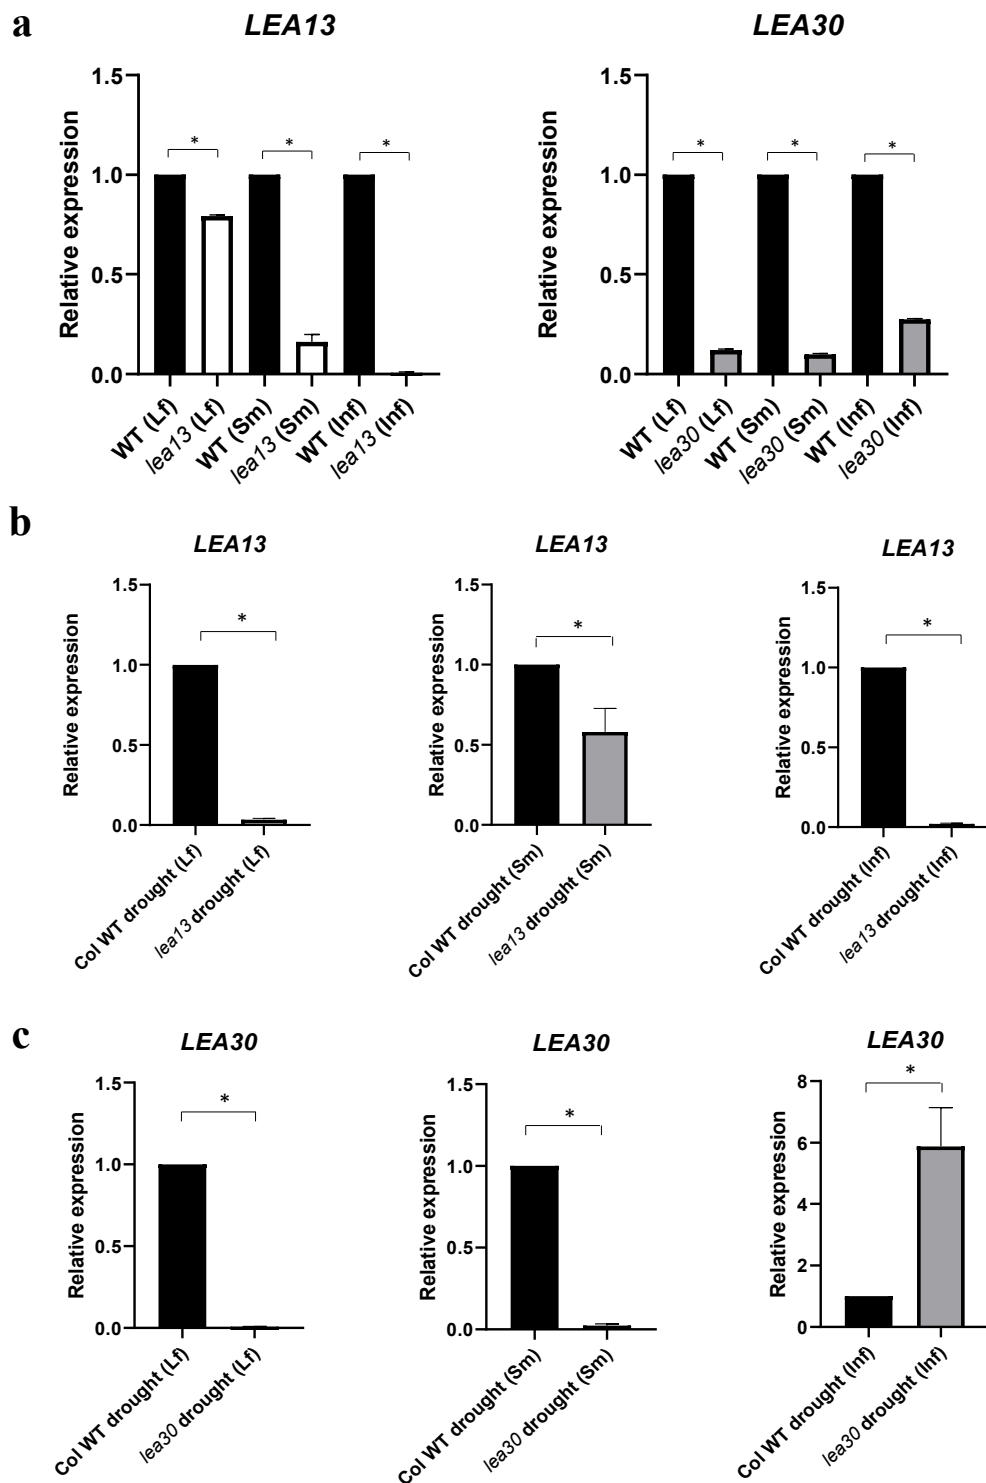 a
LEA13
LEA30
Relative expression
1.5
1.0
0.5
0.0
* * *
WT (Lf)
lea13 (Lf)
WT (Sm)
lea13 (Sm)
WT (Inf)
lea13 (Inf)
Relative expression
1.5
1.0
0.5
0.0
* * *
WT (Lf)
lea30 (Lf)
WT (Sm)
lea30 (Sm)
WT (Inf)
lea30 (Inf)
b
LEA13
Relative expression
1.5
1.0
0.5
0.0
*
Col WT drought (Lf)
lea13 drought (Lf)
LEA13
Relative expression
1.5
1.0
0.5
0.0
*
Col WT drought (Sm)
lea13 drought (Sm)
LEA13
Relative expression
1.5
1.0
0.5
0.0
*
Col WT drought (Inf)
lea13 drought (Inf)
c
LEA30
Relative expression
1.5
1.0
0.5
0.0
*
Col WT drought (Lf)
lea30 drought (Lf)
LEA30
Relative expression
1.5
1.0
0.5
0.0
*
Col WT drought (Sm)
lea30 drought (Sm)
LEA30
Relative expression
8
6
4
2
0
*
Col WT drought (Inf)
lea30 drought (Inf)